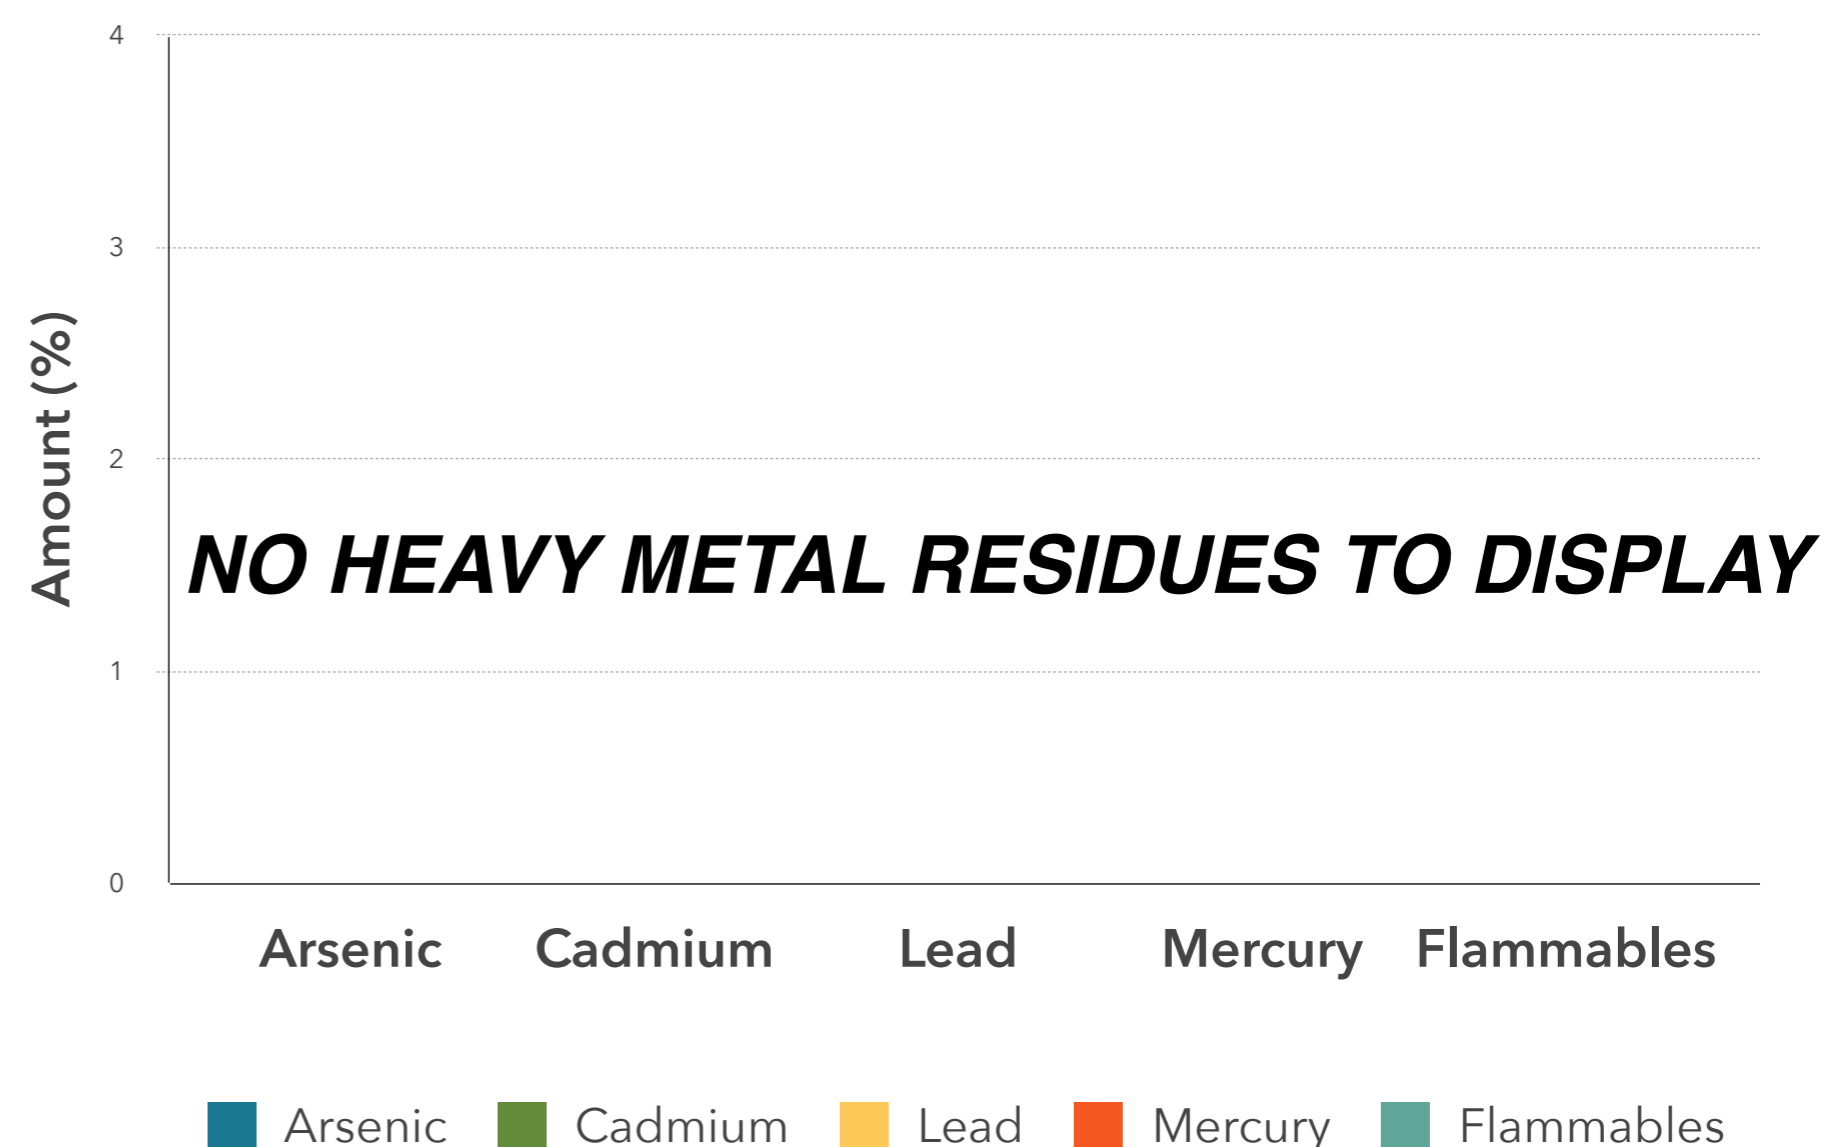 4
3
2
1
0
Amount (%)
NO HEAVY METAL RESIDUES TO DISPLAY
Arsenic Cadmium Lead Mercury Flammables
Arsenic Cadmium Lead Mercury Flammables